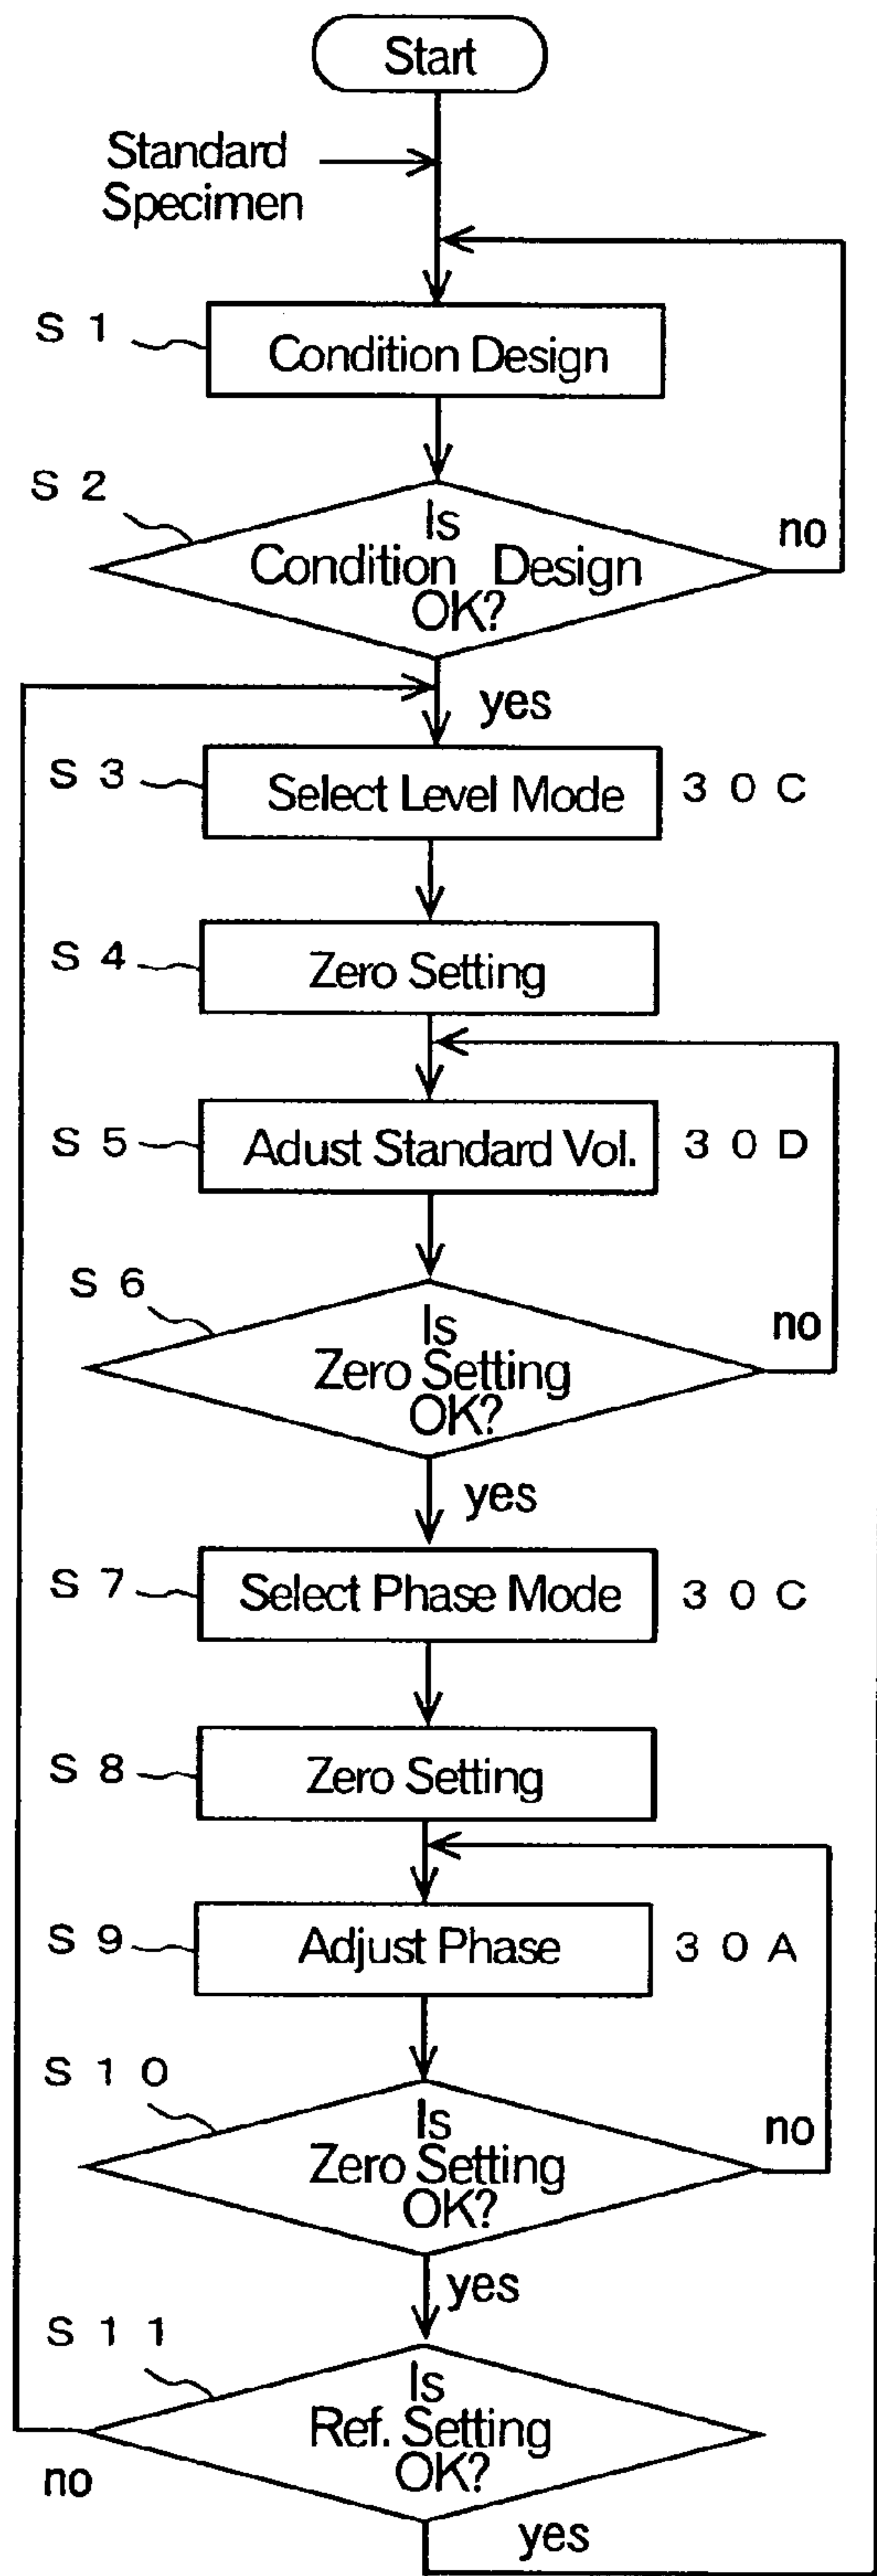 Start
Standard
Specimen
S 1
Condition Design
S 2
Is
Condition Design
OK?
no
yes
S 3
Select Level Mode
3 0 C
S 4
Zero Setting
S 5
Adust Standard Vol.
3 0 D
S 6
Is
Zero Setting
OK?
no
yes
S 7
Select Phase Mode
3 0 C
S 8
Zero Setting
S 9
Adjust Phase
3 0 A
S 1 0
Is
Zero Setting
OK?
no
yes
S 1 1
Is
Ref. Setting
OK?
no
yes